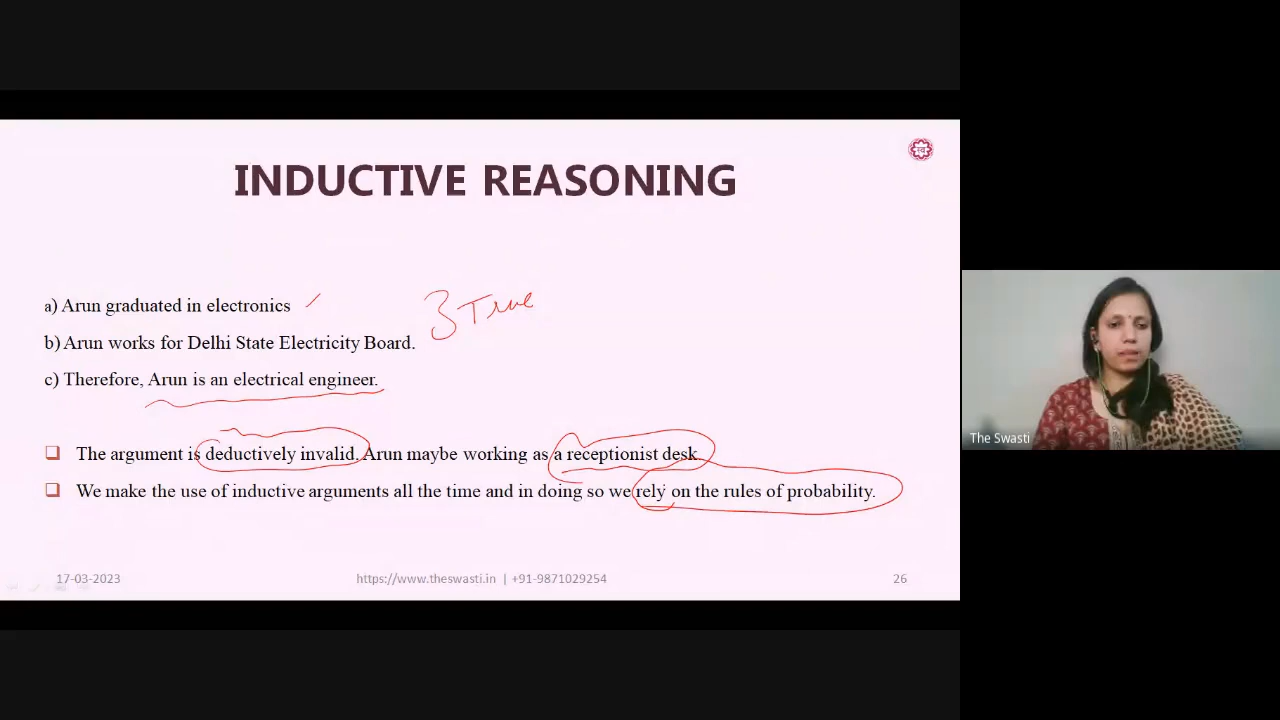 INDUCTIVE REASONING
a) Arun graduated in electronics
3 True
b) Arun works for Delhi State Electricity Board.
c) Therefore, Arun is an electrical engineer.
The argument is deductively invalid. Arun maybe working as a receptionist desk.
We make the use of inductive arguments all the time and in doing so we rely on the rules of probability.
17-03-2023
https://www.theswasti.in | +91-9871029254
26
The Swasti